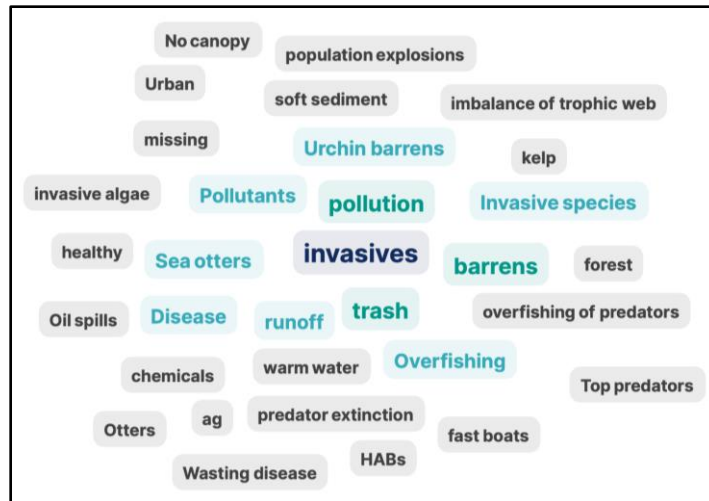 No canopy
population explosions
Urban
soft sediment
imbalance of trophic web
missing
Urchin barrens
kelp
invasive algae
Pollutants
pollution
Invasive species
healthy
Sea otters
invasives
barrens
forest
Oil spills
Disease
runoff
trash
overfishing of predators
chemicals
warm water
Overfishing
Top predators
Otters
ag
predator extinction
fast boats
Wasting disease
HABs